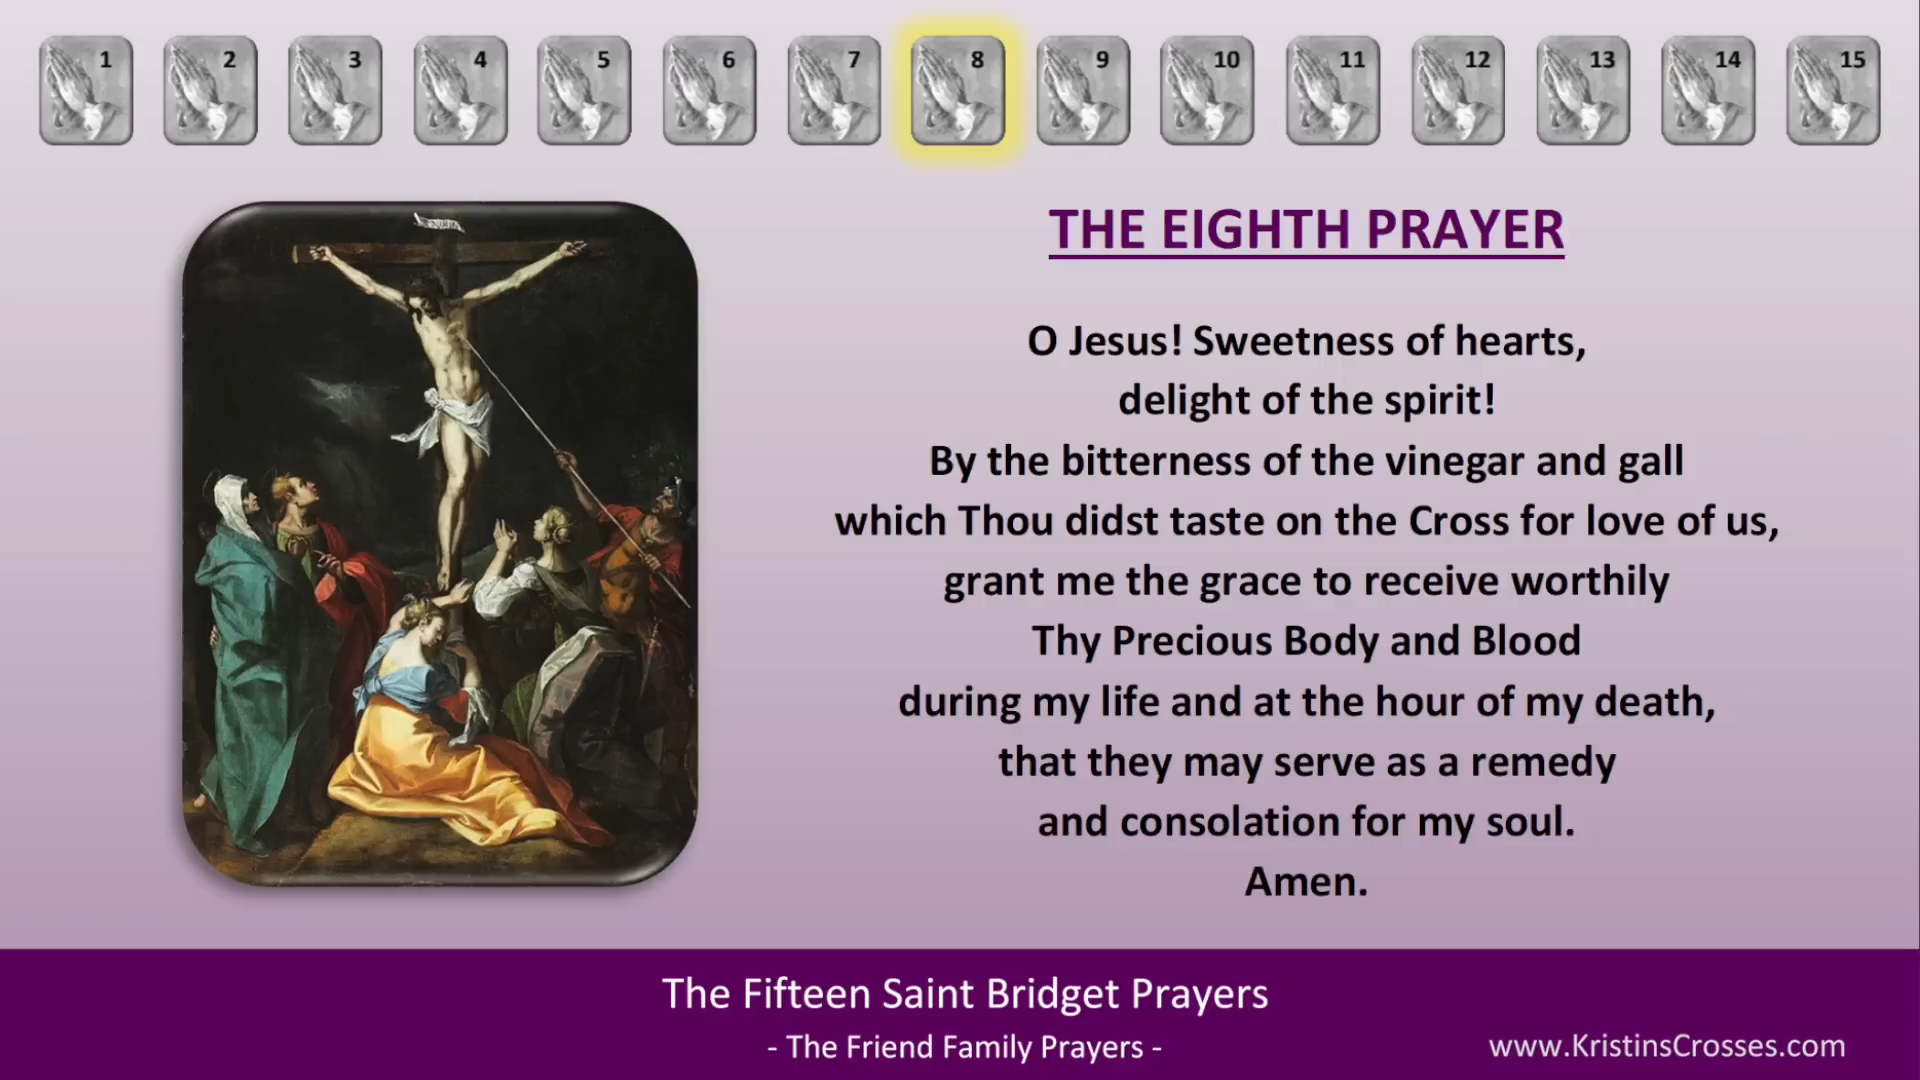 1 2 3 4 5 6 7 8 9 10 11 12 13 14 15
THE EIGHTH PRAYER
O Jesus! Sweetness of hearts,
delight of the spirit!
By the bitterness of the vinegar and gall
which Thou didst taste on the Cross for love of us,
grant me the grace to receive worthily
Thy Precious Body and Blood
during my life and at the hour of my death,
that they may serve as a remedy
and consolation for my soul.
Amen.
The Fifteen Saint Bridget Prayers
- The Friend Family Prayers -
www.KristinsCrosses.com